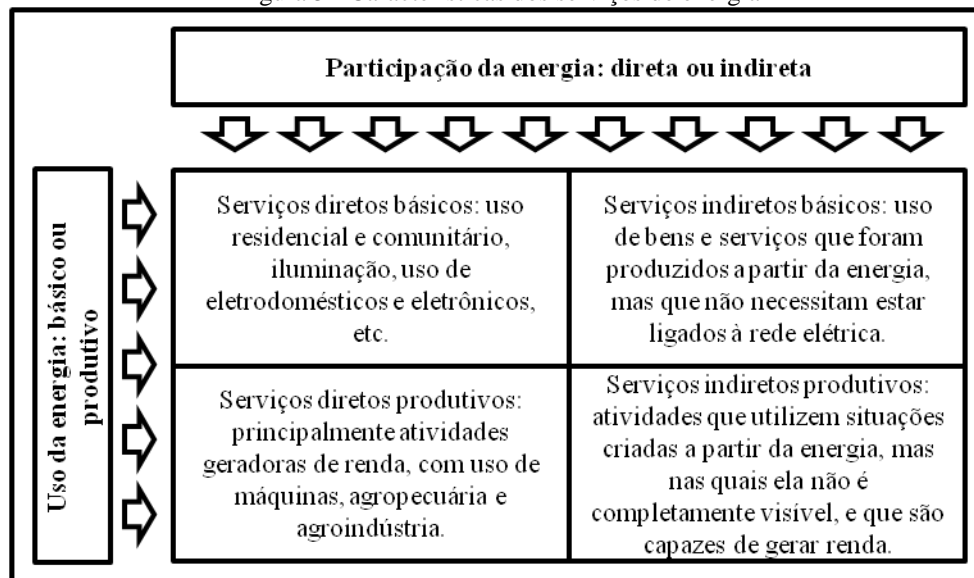 Participação da energia: direta ou indireta
Uso da energia: básico ou
produtivo
Serviços diretos básicos: uso
residencial e comunitário,
iluminação, uso de
eletrodomésticos e eletrônicos,
etc.
Serviços indiretos básicos: uso
de bens e serviços que foram
produzidos a partir da energia,
mas que não necessitam estar
ligados à rede elétrica.
Serviços diretos produtivos:
principalmente atividades
geradoras de renda, com uso de
máquinas, agropecuária e
agroindústria.
Serviços indiretos produtivos:
atividades que utilizem situações
criadas a partir da energia, mas
nas quais ela não é
completamente visível, e que são
capazes de gerar renda.